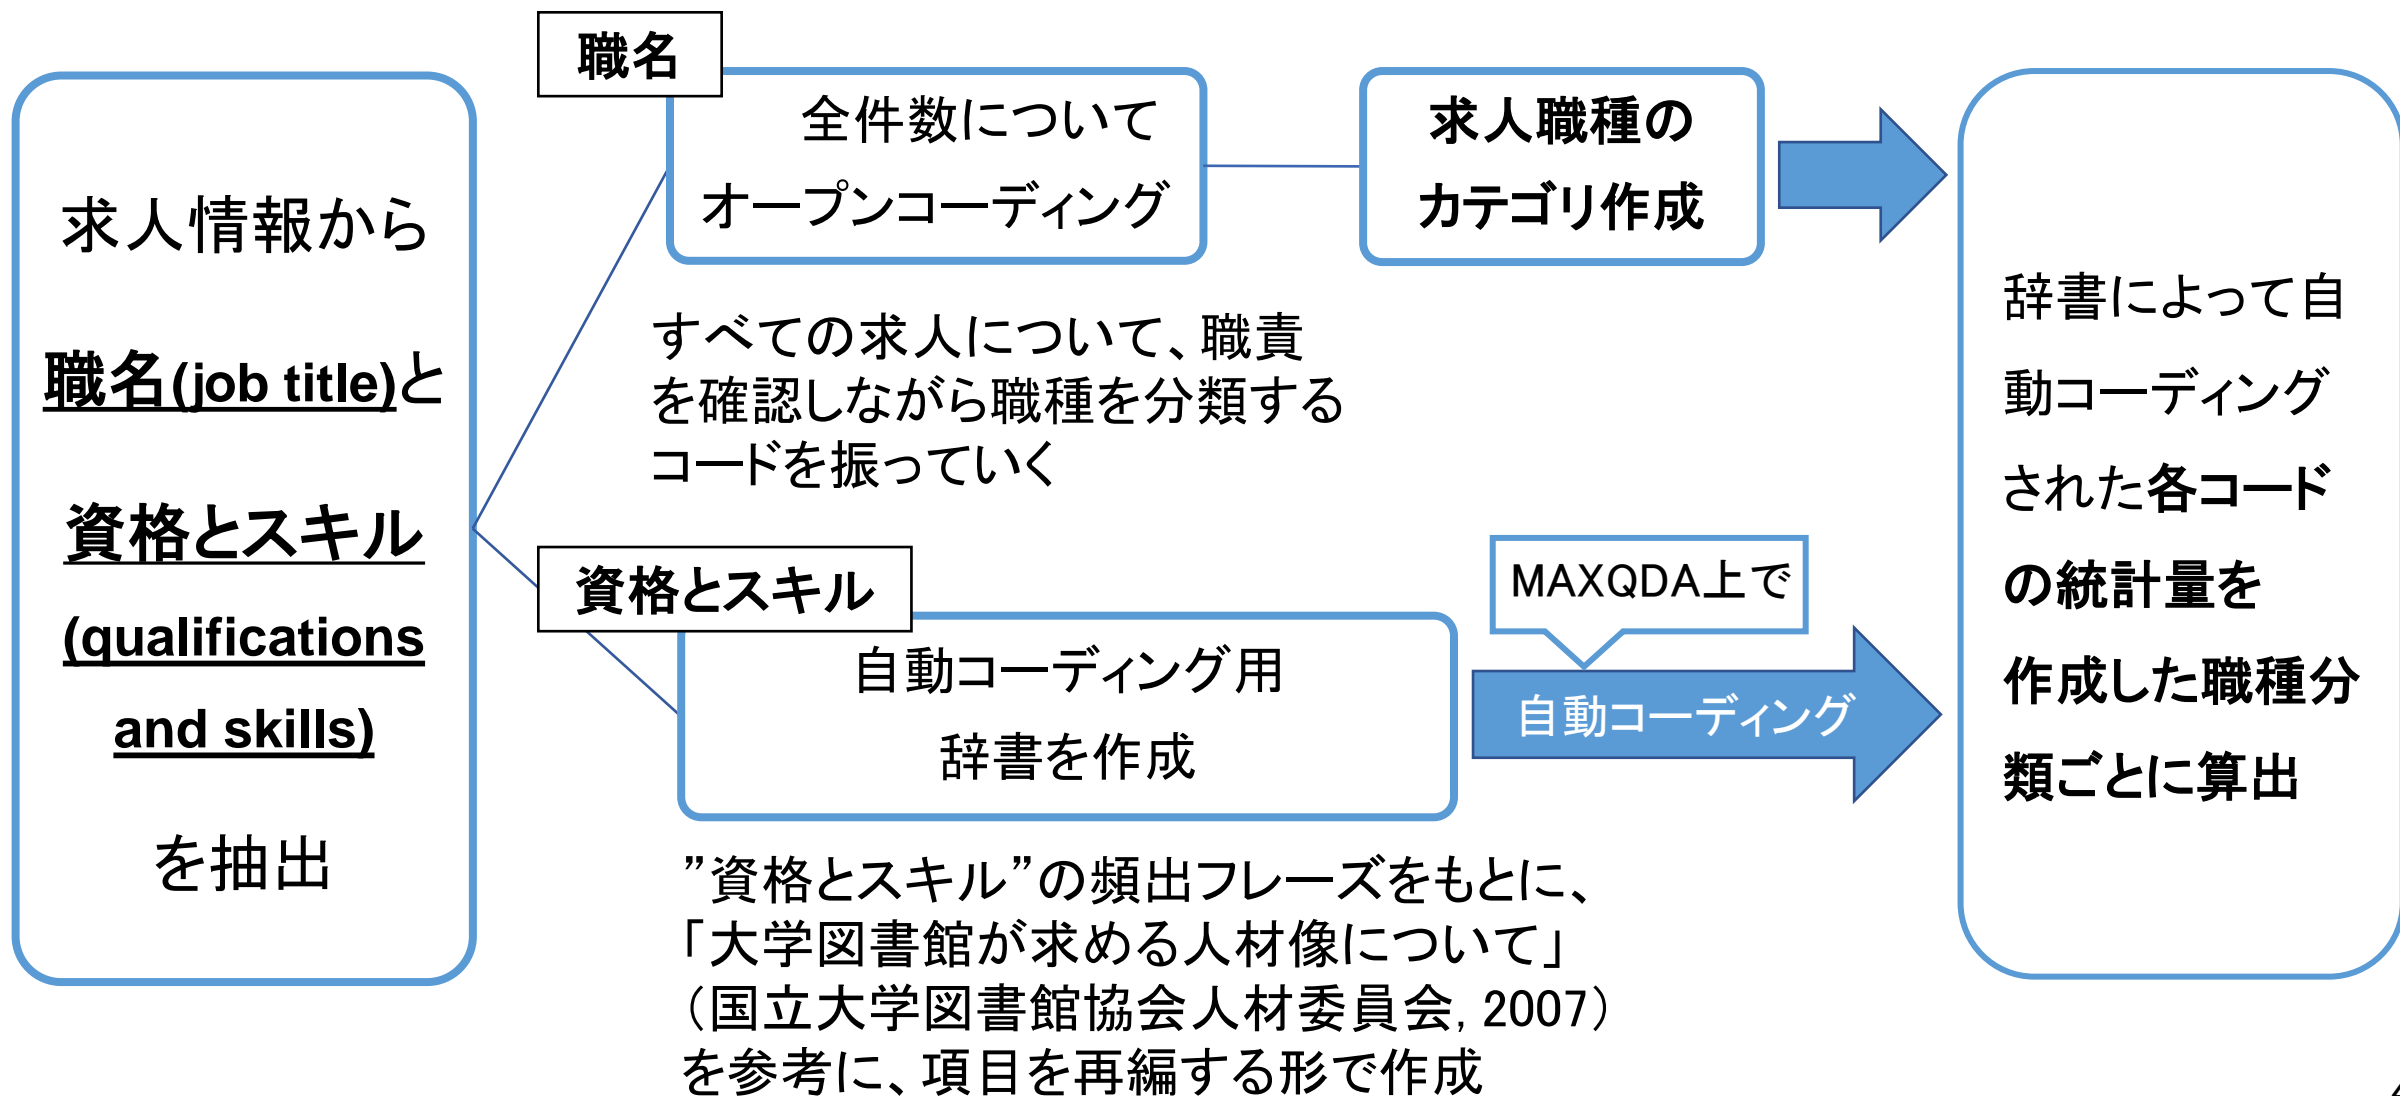 求人情報から
職名(job title)と
資格とスキル
(qualifications
and skills)
を抽出
職名
全件数について
オープンコーディング
求人職種の
カテゴリ作成
すべての求人について、職責
を確認しながら職種を分類する
コードを振っていく
資格とスキル
自動コーディング用
辞書を作成
MAXQDA上で
自動コーディング
”資格とスキル”の頻出フレーズをもとに、
「大学図書館が求める人材像について」
（国立大学図書館協会人材委員会, 2007）
を参考に、項目を再編する形で作成
辞書によって自
動コーディング
された各コード
の統計量を
作成した職種分
類ごとに算出